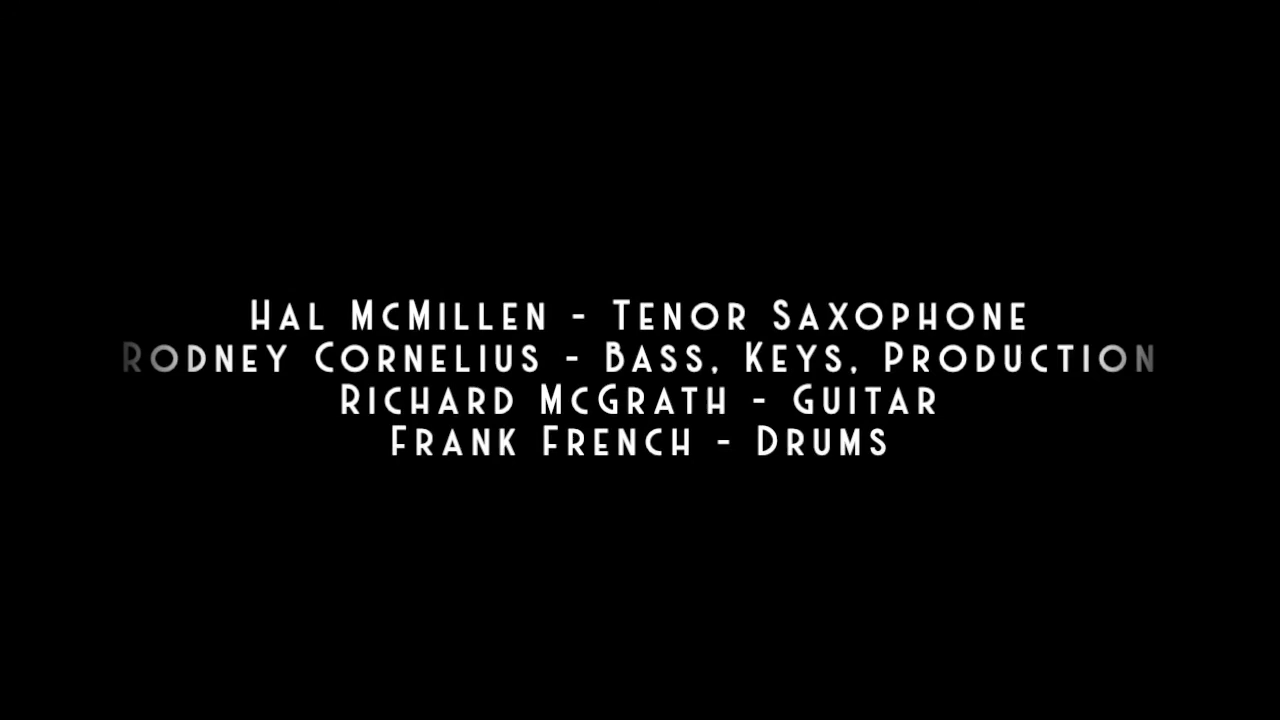 Hal McMillen - Tenor Saxophone
Rodney Cornelius - Bass, Keys, Production
Richard McGrath - Guitar
Frank French - Drums